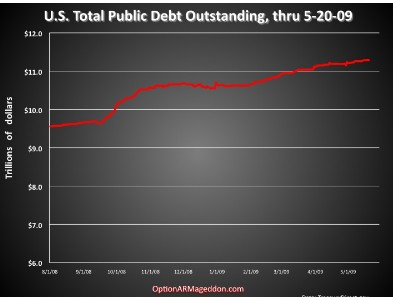 U.S. Total Public Debt Outstanding, thru 5-20-09
Trillions of dollars
$12.0
$11.0
$10.0
$9.0
$8.0
$7.0
$6.0
8/1/08 9/1/08 10/1/08 11/1/08 12/1/08 1/1/09 2/1/09 3/1/09 4/1/09 5/1/09
OptionARMageddon.com